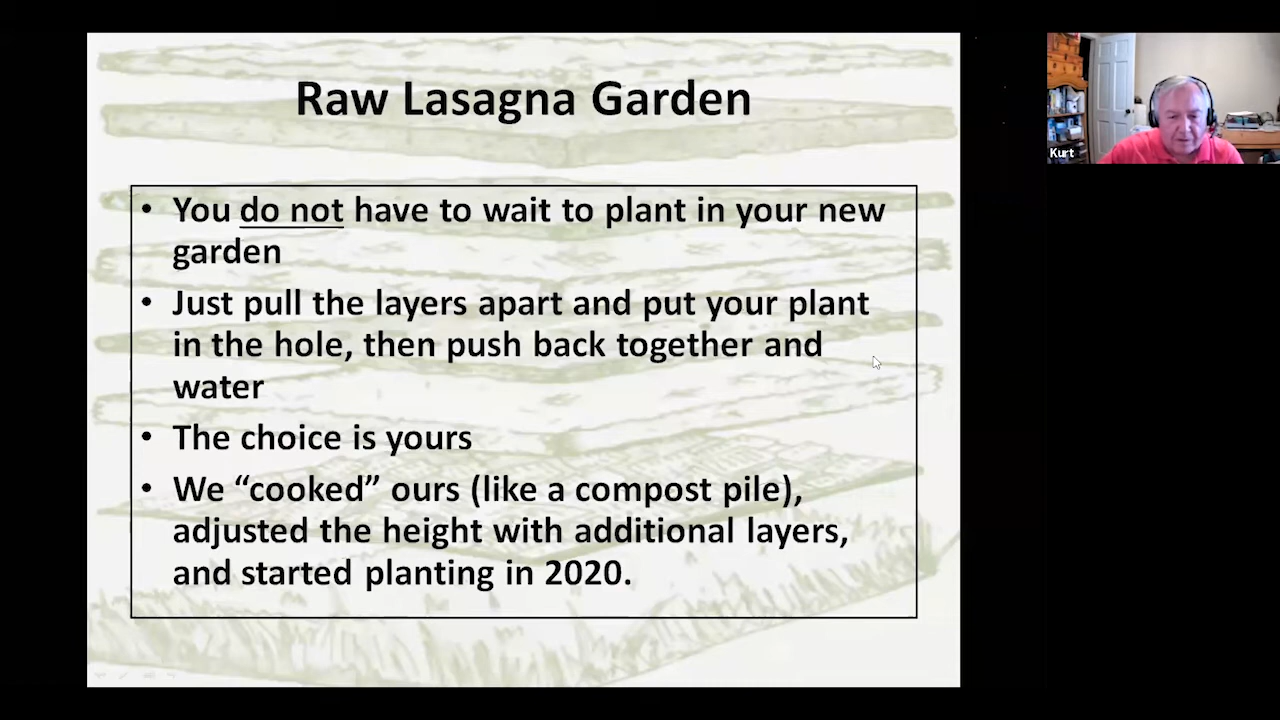 Raw Lasagna Garden
• You do not have to wait to plant in your new
garden
• Just pull the layers apart and put your plant
in the hole, then push back together and
water
• The choice is yours
• We “cooked” ours (like a compost pile),
adjusted the height with additional layers,
and started planting in 2020.
Kurt